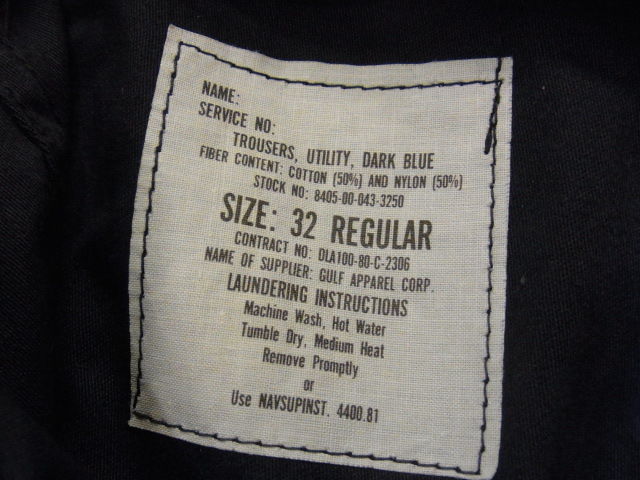 NAME:
SERVICE NO:
TROUSERS, UTILITY, DARK BLUE
FIBER CONTENT: COTTON (50%) AND NYLON (50%)
STOCK NO: 8405-00-043-3250
SIZE: 32 REGULAR
CONTRACT NO: DLA100-80-C-2306
NAME OF SUPPLIER: GULF APPAREL CORP.
LAUNDERING INSTRUCTIONS
Machine Wash, Hot Water
Tumble Dry, Medium Heat
Remove Promptly
or
Use NAVSUPINST. 4400.81